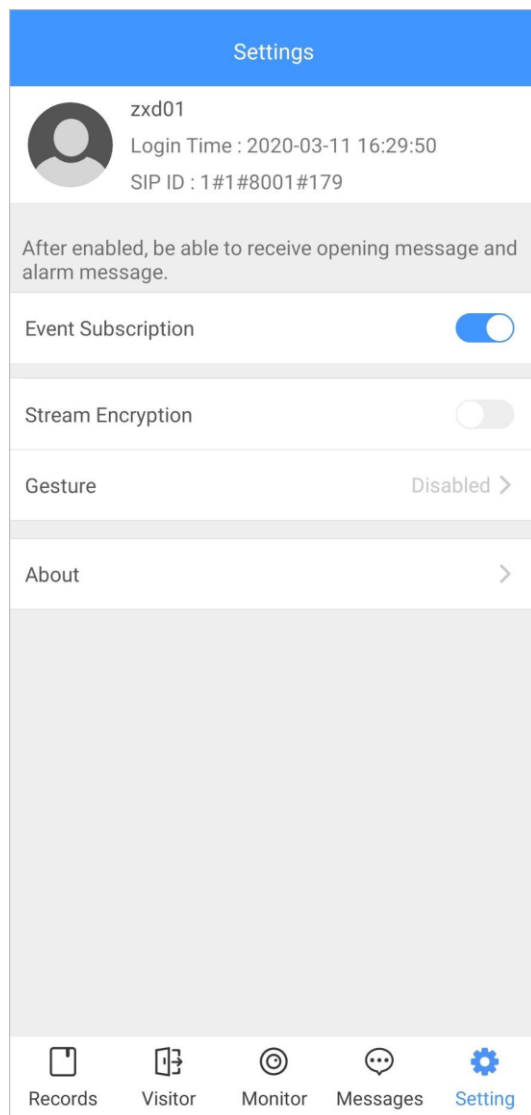 Settings
zxd01
Login Time : 2020-03-11 16:29:50
SIP ID : 1#1#8001#179
After enabled, be able to receive opening message and
alarm message.
Event Subscription
Stream Encryption
Gesture Disabled
About
Records Visitor Monitor Messages Setting